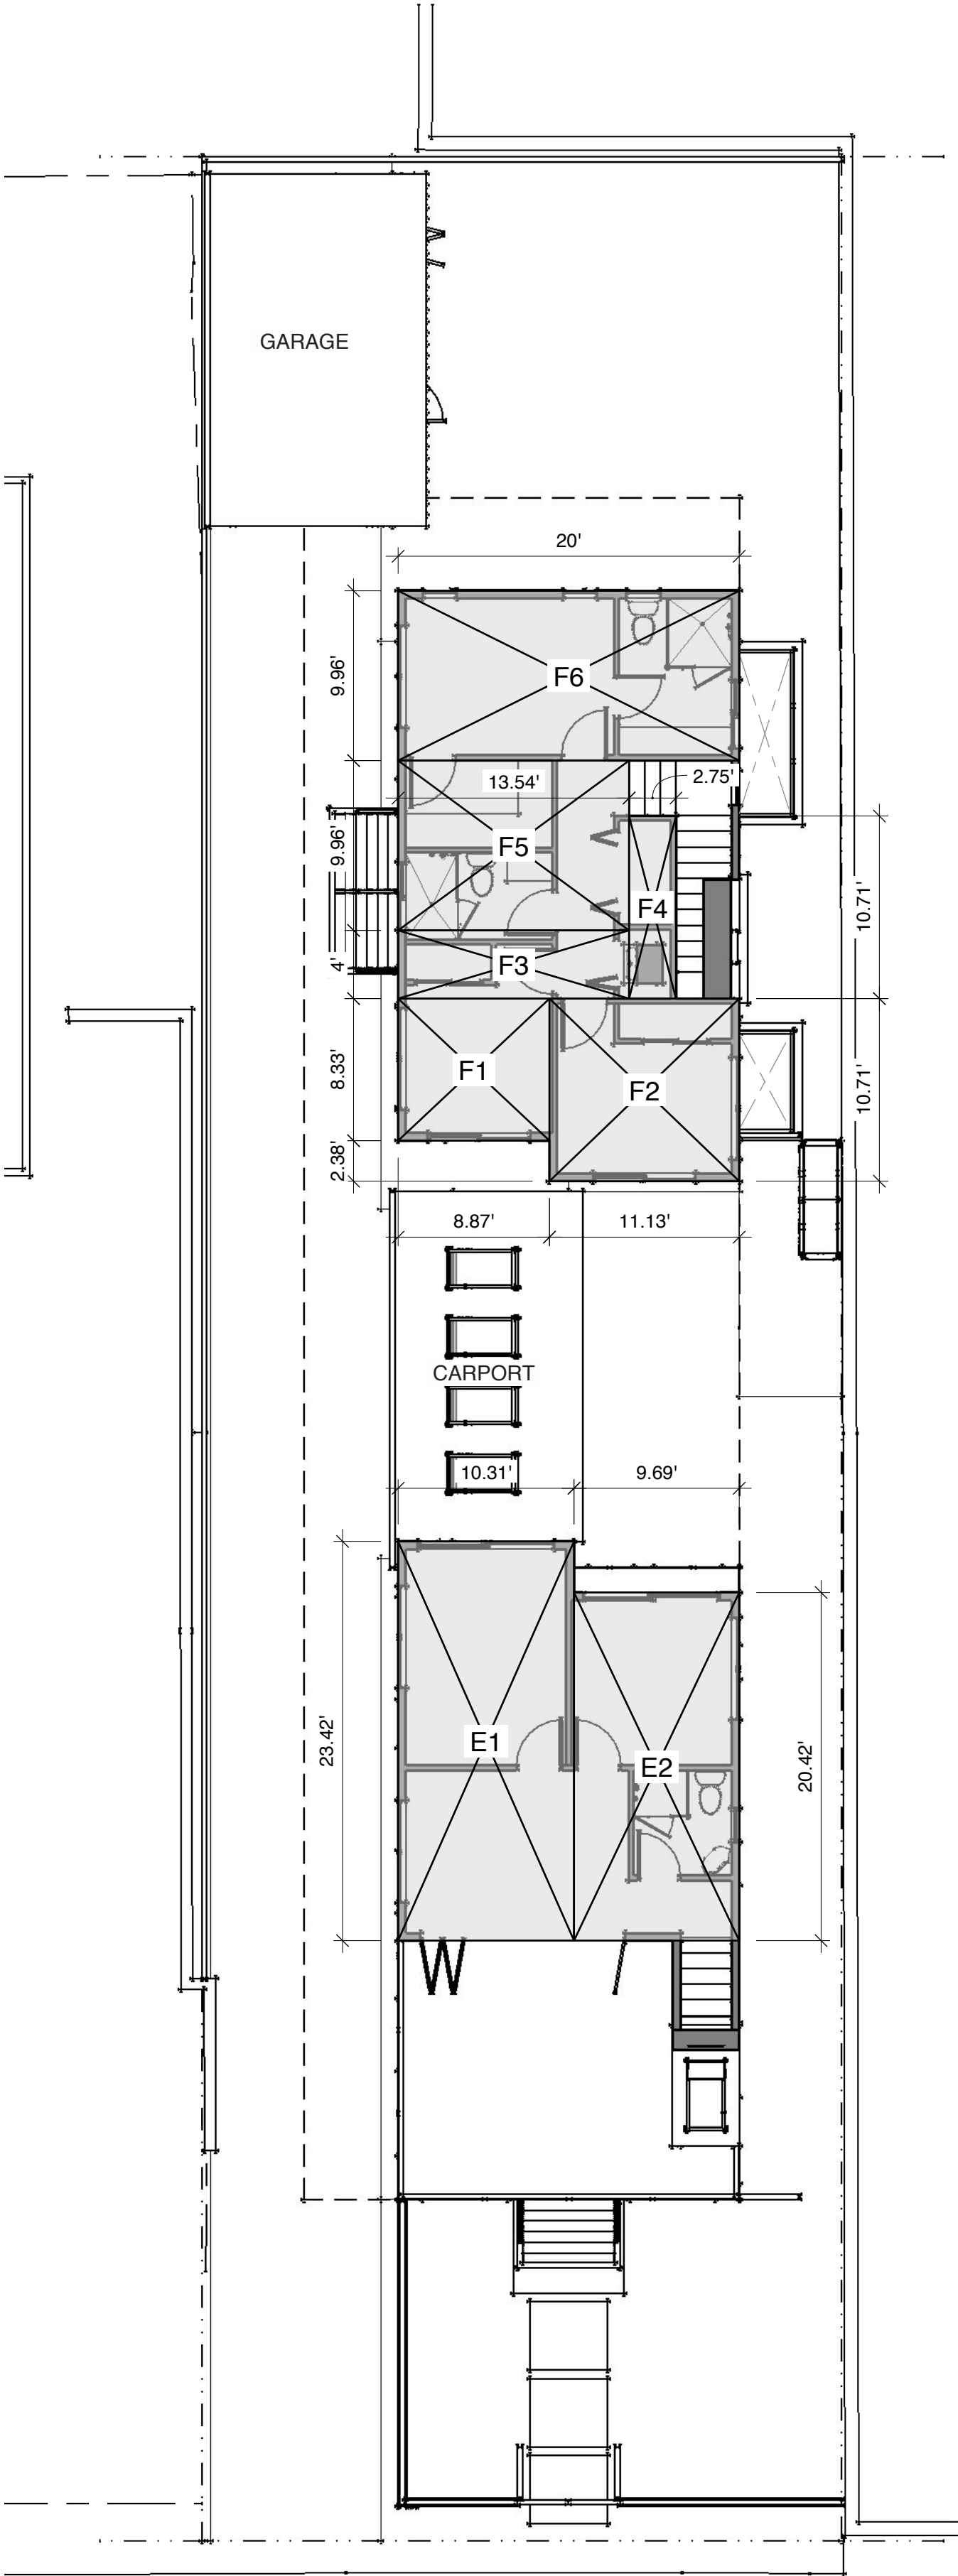 GARAGE
20'
9.96'
F6
13.54'
2.75'
9.96'
F5
F4
10.71'
4'
F3
8.33'
F1
F2
10.71'
2.38'
8.87'
11.13'
CARPORT
10.31'
9.69'
23.42'
E1
E2
20.42'